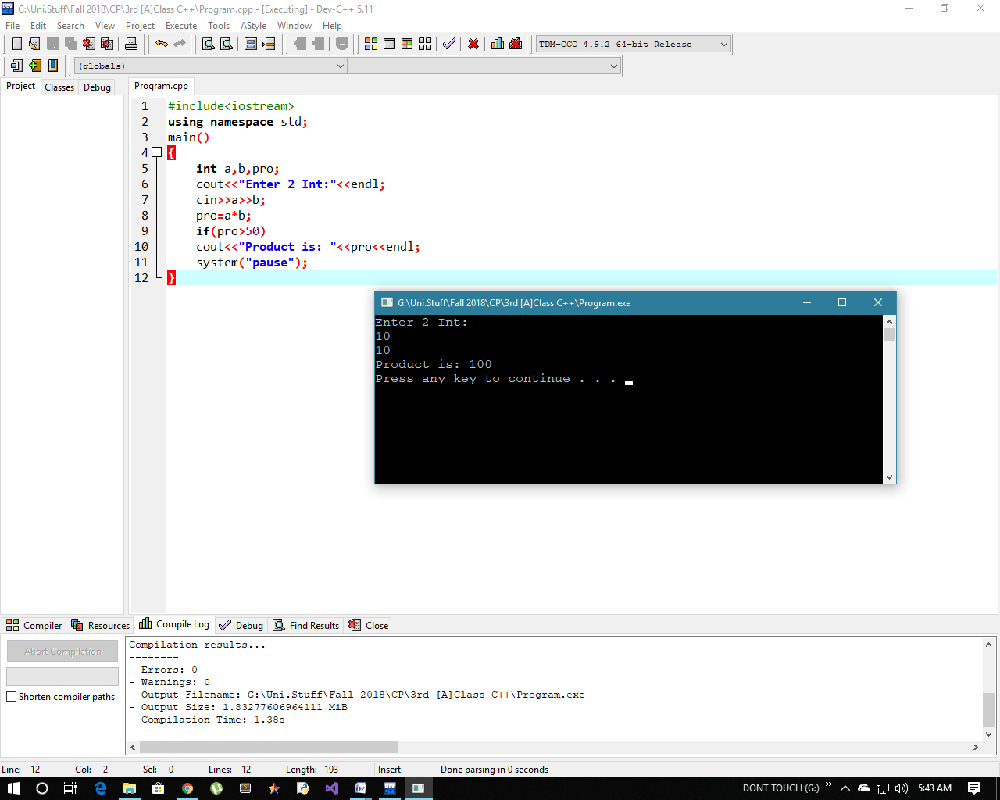 G:\Uni.Stuff\Fall 2018\CP\3rd [A]Class C++\Program.cpp - [Executing] - Dev-C++ 5.11
File Edit Search View Project Execute Tools AStyle Window Help
TDM-GCC 4.9.2 64-bit Release
(globals)
Project Classes Debug Program.cpp
1 #include<iostream>
2 using namespace std;
3 main()
4 {
5 int a,b,pro;
6 cout<<"Enter 2 Int:"<<endl;
7 cin>>a>>b;
8 pro=a*b;
9 if(pro>50)
10 cout<<"Product is: "<<pro<<endl;
11 system("pause");
12 }
G:\Uni.Stuff\Fall 2018\CP\3rd [A]Class C++\Program.exe
Enter 2 Int:
10
10
Product is: 100
Press any key to continue . . .
Compiler Resources Compile Log Debug Find Results Close
Abort Compilation
Shorten compiler paths
Compilation results...
--------
- Errors: 0
- Warnings: 0
- Output Filename: G:\Uni.Stuff\Fall 2018\CP\3rd [A]Class C++\Program.exe
- Output Size: 1.83277606964111 MiB
- Compilation Time: 1.38s
Line: 12 Col: 2 Sel: 0 Lines: 12 Length: 193 Insert Done parsing in 0 seconds
DONT TOUCH (G:) 5:43 AM